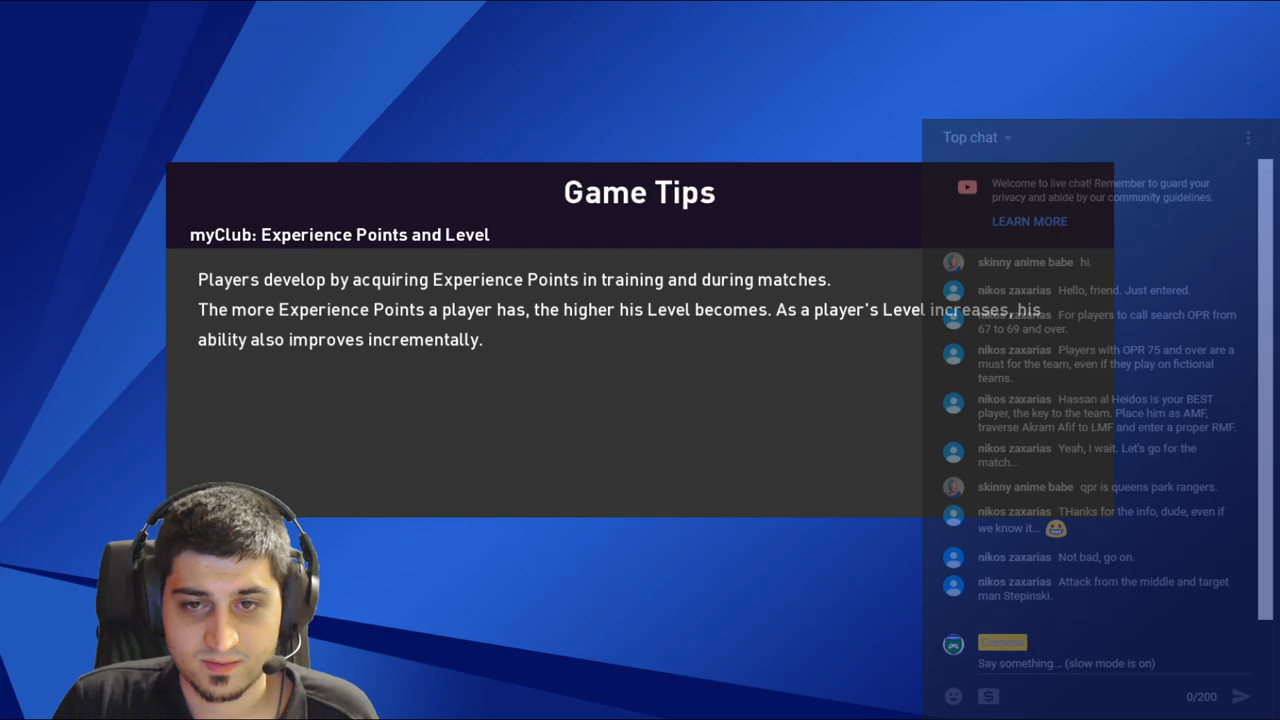 Game Tips
myClub: Experience Points and Level
Players develop by acquiring Experience Points in training and during matches.
The more Experience Points a player has, the higher his Level becomes. As a player's Level increases, his
ability also improves incrementally.
Top chat
Welcome to live chat! Remember to guard your
privacy and abide by our community guidelines.
LEARN MORE
skinny anime babe hi.
nikos zaxarias Hello, friend. Just entered.
nikos zaxarias For players to call search OPR from
67 to 69 and over.
nikos zaxarias Players with OPR 75 and over are a
must for the team, even if they play on fictional
teams.
nikos zaxarias Hassan al Heidos is your BEST
player, the key to the team. Place him as AMF,
traverse Akram Afif to LMF and enter a proper RMF.
nikos zaxarias Yeah, I wait. Let's go for the
match...
skinny anime babe qpr is queens park rangers.
nikos zaxarias THanks for the info, dude, even if
we know it...
nikos zaxarias Not bad, go on.
nikos zaxarias Attack from the middle and target
man Stepinski.
Say something... (slow mode is on)
0/200